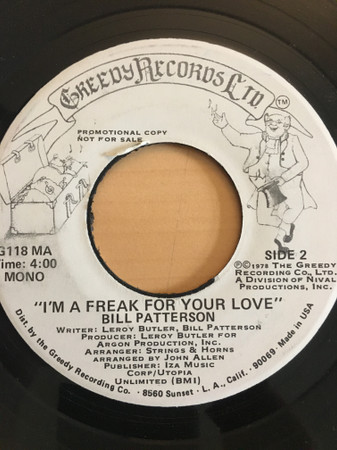 Greedy Records Ltd.
TM
PROMOTIONAL COPY
NOT FOR SALE
G118 MA
Time: 4:00
MONO
SIDE 2
Ⓟ©1978 The Greedy
Recording Co., Ltd.
A Division of Nival
Productions, Inc.
"I'M A FREAK FOR YOUR LOVE"
BILL PATTERSON
Writer: Leroy Butler, Bill Patterson
Producer: Leroy Butler for
Argon Production, Inc.
Arranger: Strings & Horns
Arranged by John Allen
Publisher: Iza Music
Corp/Utopia
Unlimited (BMI)
Dist. by the Greedy Recording Co. · 8560 Sunset · L.A., Calif. · 90069. Made in USA